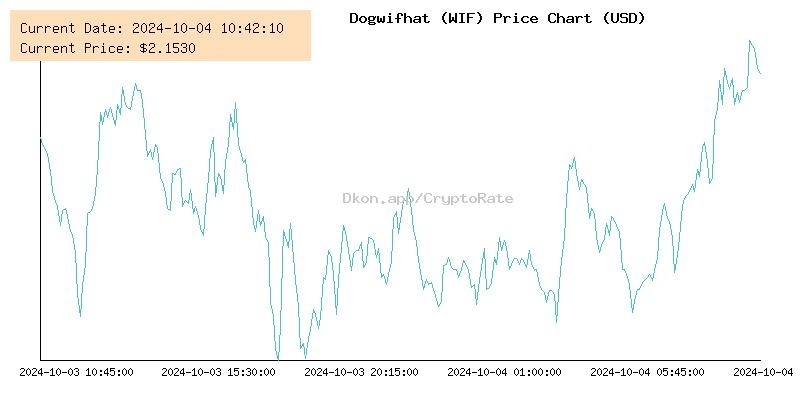 Dogwifhat (WIF) Price Chart (USD)
Current Date: 2024-10-04 10:42:10
Current Price: $2.1530
Dkon.app/CryptoRate
2024-10-03 10:45:00
2024-10-03 15:30:00
2024-10-03 20:15:00
2024-10-04 01:00:00
2024-10-04 05:45:00
2024-10-04